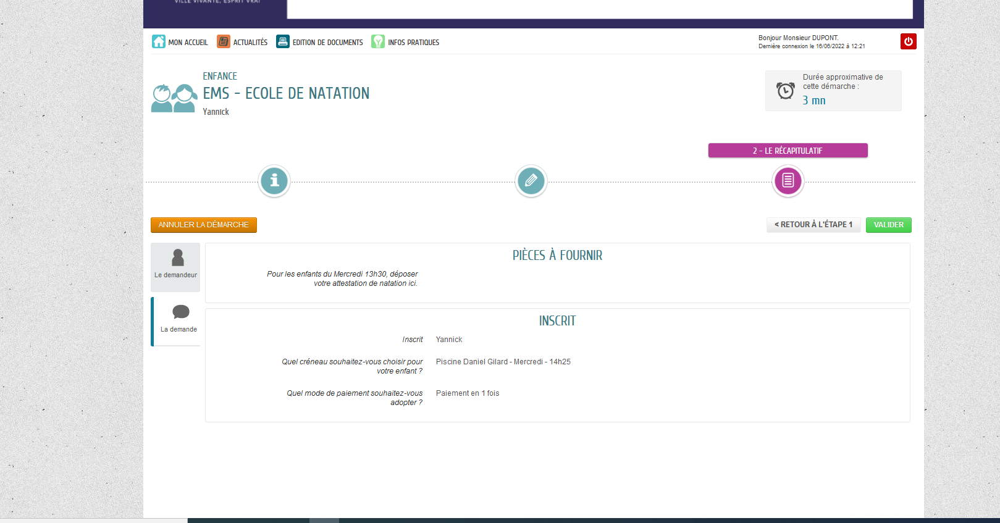 VILLE VIVANTE, ESPRIT VRAI
MON ACCUEIL
ACTUALITÉS
EDITION DE DOCUMENTS
INFOS PRATIQUES
Bonjour Monsieur DUPONT.
Dernière connexion le 16/06/2022 à 12:21
ENFANCE
EMS - ECOLE DE NATATION
Yannick
Durée approximative de
cette démarche :
3 mn
2 - LE RÉCAPITULATIF
ANNULER LA DÉMARCHE
< RETOUR À L'ÉTAPE 1
VALIDER
Le demandeur
La demande
PIÈCES À FOURNIR
Pour les enfants du Mercredi 13h30, déposer
votre attestation de natation ici.
INSCRIT
Inscrit
Yannick
Quel créneau souhaitez-vous choisir pour
votre enfant ?
Piscine Daniel Gilard - Mercredi - 14h25
Quel mode de paiement souhaitez-vous
adopter ?
Paiement en 1 fois